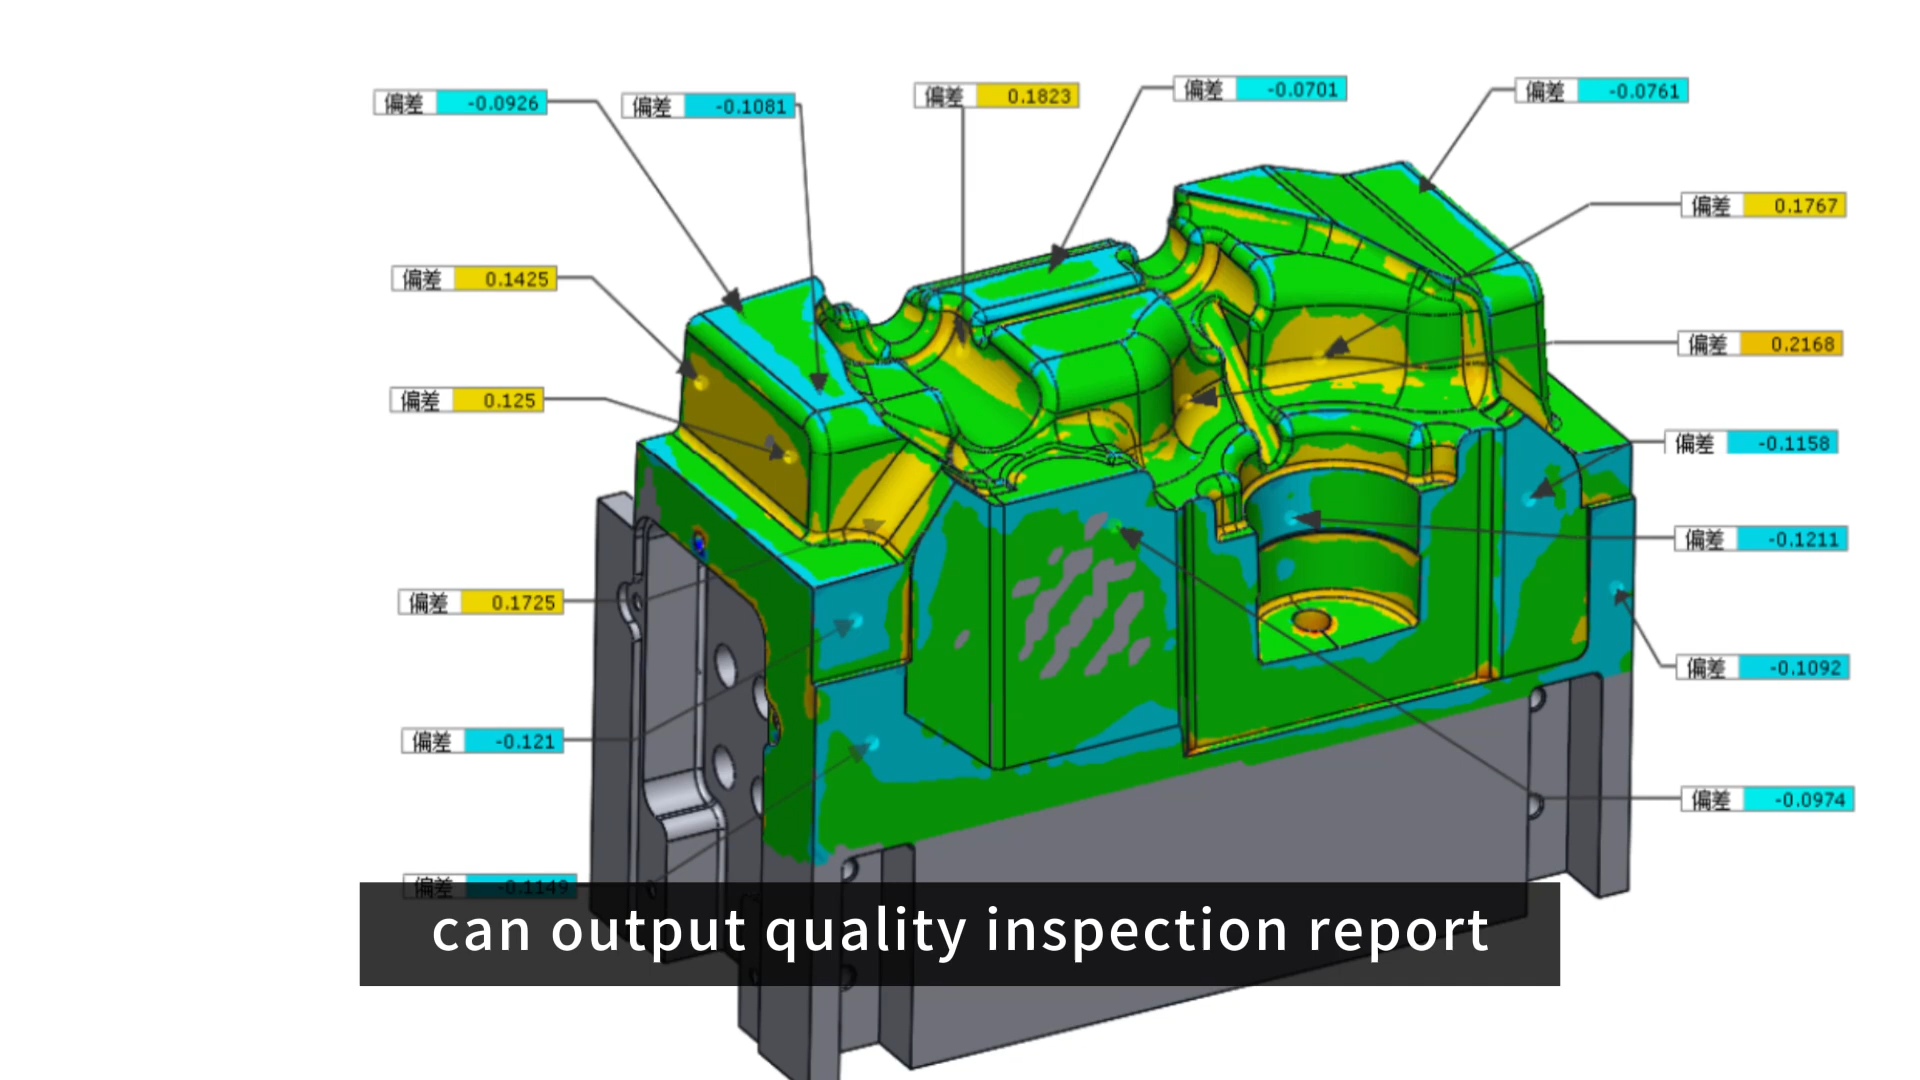 偏差 -0.0926
偏差 -0.1081
偏差 0.1823
偏差 -0.0701
偏差 -0.0761
偏差 0.1767
偏差 0.1425
偏差 0.2168
偏差 0.125
偏差 -0.1158
偏差 -0.1211
偏差 0.1725
偏差 -0.1092
偏差 -0.121
偏差 -0.0974
偏差 -0.1149
can output quality inspection report